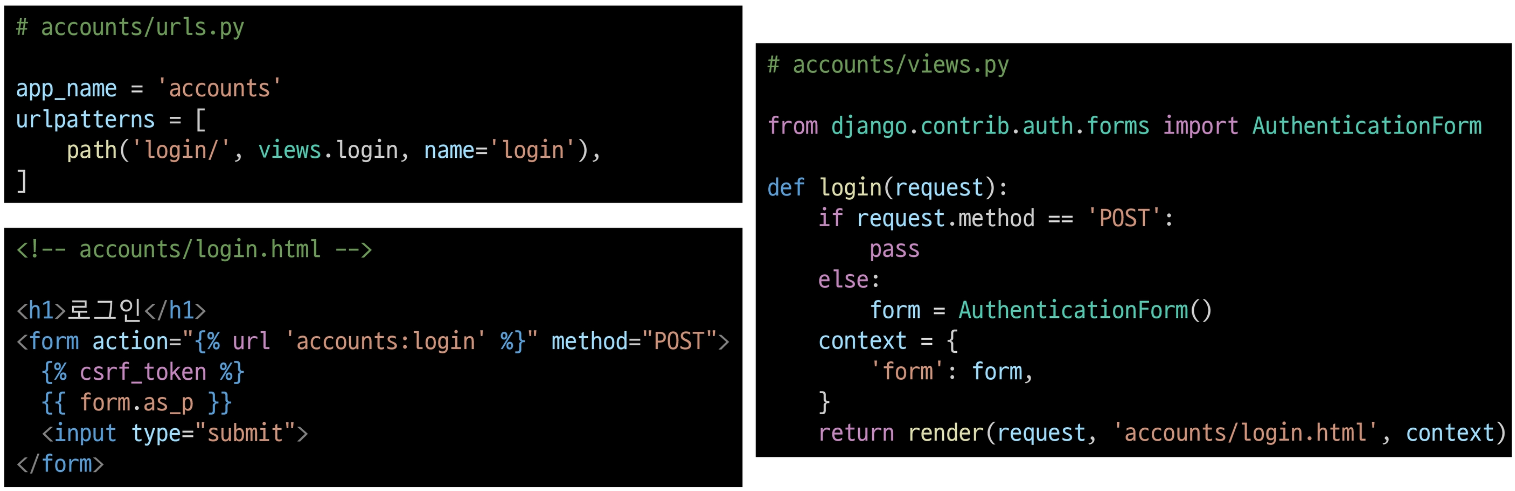 # accounts/urls.py

app_name = 'accounts'
urlpatterns = [
    path('login/', views.login, name='login'),
]

<!-- accounts/login.html -->

<h1>로그인</h1>
<form action="{% url 'accounts:login' %}" method="POST">
  {% csrf_token %}
  {{ form.as_p }}
  <input type="submit">
</form>

# accounts/views.py

from django.contrib.auth.forms import AuthenticationForm

def login(request):
    if request.method == 'POST':
        pass
    else:
        form = AuthenticationForm()
    context = {
        'form': form,
    }
    return render(request, 'accounts/login.html', context)